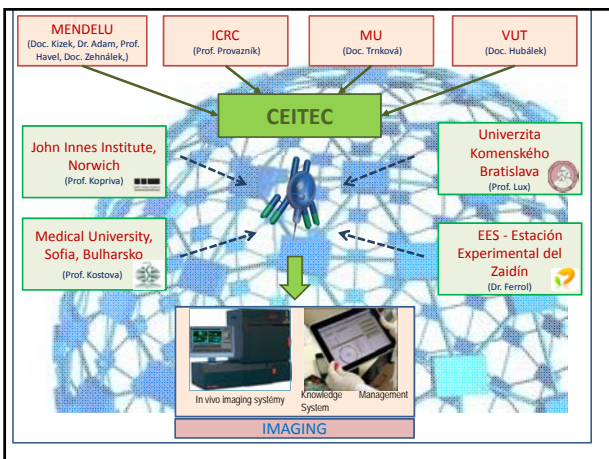 MENDELU
(Doc. Kizek, Dr. Adam, Prof.
Havel, Doc. Zehnálek,)
ICRC
(Prof. Provazník)
MU
(Doc. Trnková)
VUT
(Doc. Hubálek)
CEITEC
John Innes Institute,
Norwich
(Prof. Kopriva)
Univerzita
Komenského
Bratislava
(Prof. Lux)
Medical University,
Sofia, Bulharsko
(Prof. Kostova)
EES - Estación
Experimental del
Zaidín
(Dr. Ferrol)
In vivo imaging systémy
Knowledge Management
System
IMAGING